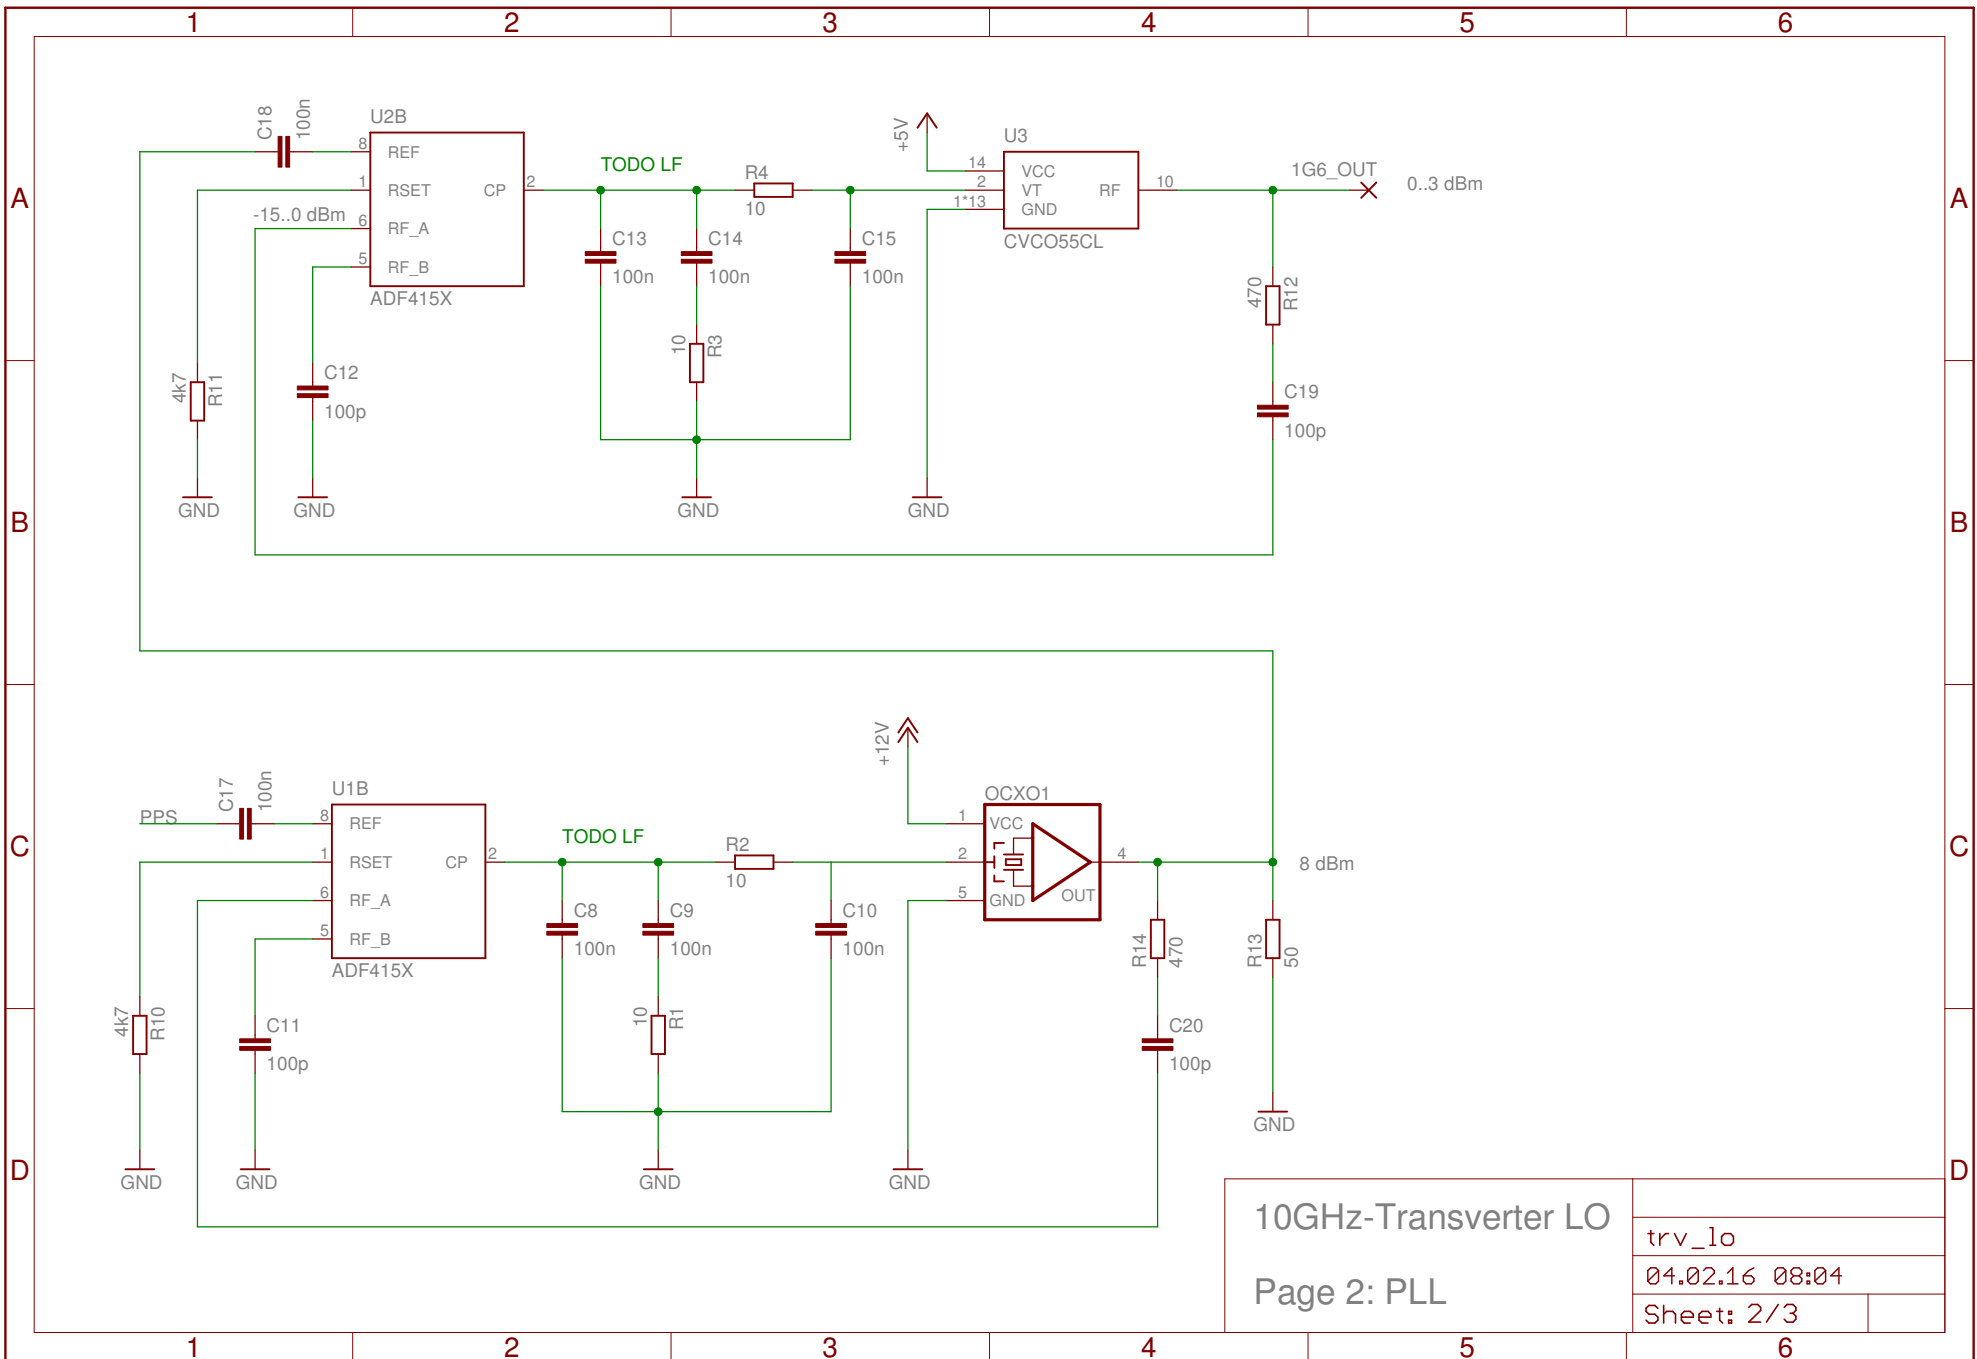 1 2 3 4 5 6
A A
B B
C C
D D
C18
100n
U2B
8 REF
1 RSET CP 2
-15..0 dBm
6 RF_A
5 RF_B
ADF415X
4k7
R11
GND
C12
100p
GND
TODO LF
R4
10
C13
100n
C14
100n
C15
100n
10
R3
GND
+5V
U3
14 VCC
2 VT RF 10
1*13 GND
CVCO55CL
GND
1G6_OUT
0..3 dBm
470
R12
C19
100p
PPS
C17
100n
U1B
8 REF
1 RSET CP 2
6 RF_A
5 RF_B
ADF415X
4k7
R10
GND
C11
100p
GND
TODO LF
R2
10
C8
100n
C9
100n
C10
100n
10
R1
GND
+12V
OCXO1
1 VCC
2 4
5 GND OUT
GND
8 dBm
R14
470
C20
100p
R13
50
GND
10GHz-Transverter LO
Page 2: PLL
trv_lo
04.02.16 08:04
Sheet: 2/3
1 2 3 4 5 6